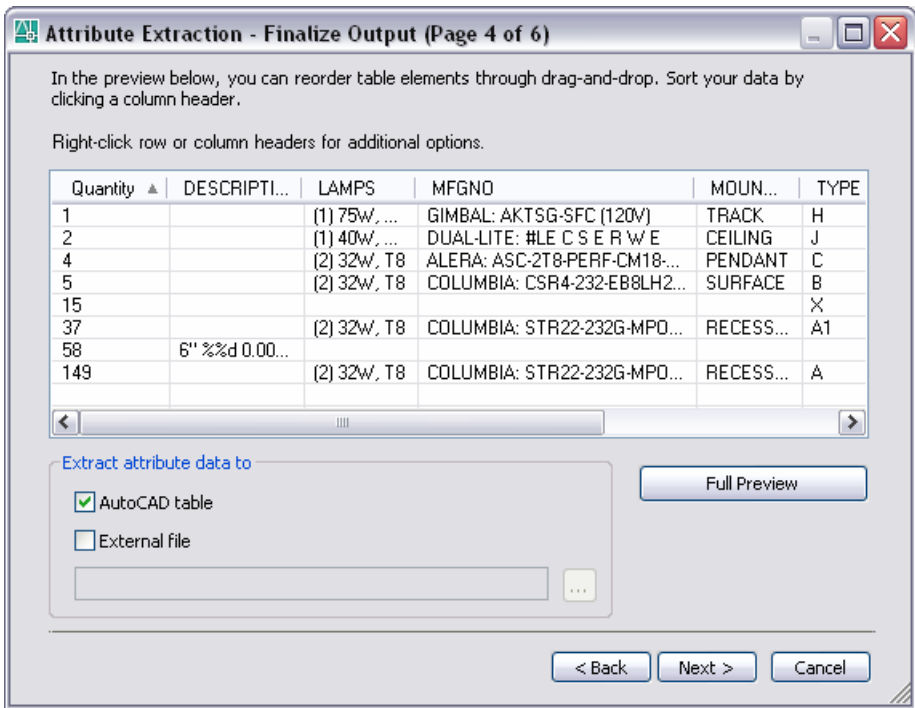 Attribute Extraction - Finalize Output (Page 4 of 6)
In the preview below, you can reorder table elements through drag-and-drop. Sort your data by
clicking a column header.
Right-click row or column headers for additional options.
Quantity DESCRIPTI... LAMPS MFGNO MOUN... TYPE
1 (1) 75W, ... GIMBAL: AKTSG-SFC (120V) TRACK H
2 (1) 40W, ... DUAL-LITE: #LE C S E R W E CEILING J
4 (2) 32W, T8 ALERA: ASC-2T8-PERF-CM18-... PENDANT C
5 (2) 32W, T8 COLUMBIA: CSR4-232-EB8LH2... SURFACE B
15 X
37 (2) 32W, T8 COLUMBIA: STR22-232G-MPO... RECESS... A1
58 6" %%d 0.00...
149 (2) 32W, T8 COLUMBIA: STR22-232G-MPO... RECESS... A
Extract attribute data to
AutoCAD table
External file
...
Full Preview
< Back Next > Cancel